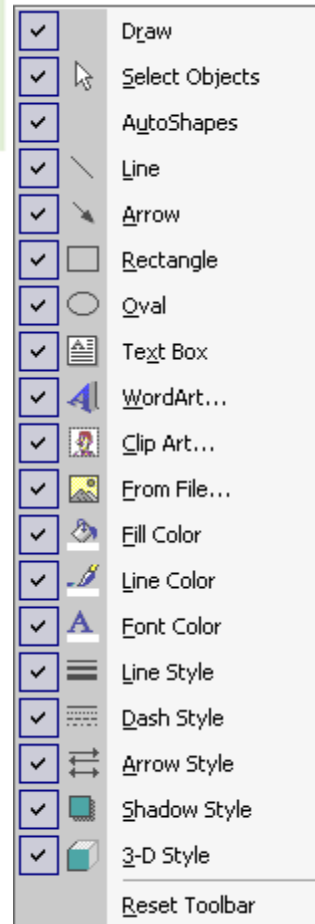 Draw
Select Objects
AutoShapes
Line
Arrow
Rectangle
Oval
Text Box
WordArt...
Clip Art...
From File...
Fill Color
Line Color
Font Color
Line Style
Dash Style
Arrow Style
Shadow Style
3-D Style
Reset Toolbar